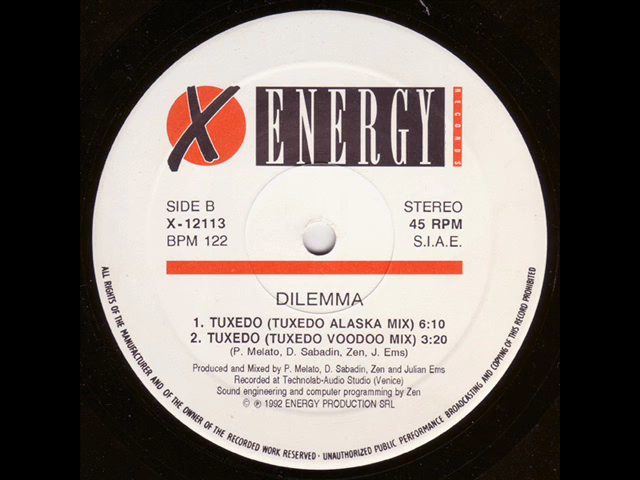 X ENERGY
RECORDS
SIDE B
X-12113
BPM 122
STEREO
45 RPM
S.I.A.E.
DILEMMA
1. TUXEDO (TUXEDO ALASKA MIX) 6:10
2. TUXEDO (TUXEDO VOODOO MIX) 3:20
(P. Melato, D. Sabadin, Zen, J. Ems)
Produced and Mixed by P. Melato, D. Sabadin, Zen and Julian Ems
Recorded at Technolab-Audio Studio (Venice)
Sound engineering and computer programming by Zen
© ℗ 1992 ENERGY PRODUCTION SRL
ALL RIGHTS OF THE MANUFACTURER AND OF THE OWNER OF THE RECORDED WORK RESERVED · UNAUTHORIZED PUBLIC PERFORMANCE BROADCASTING AND COPYING OF THIS RECORD PROHIBITED